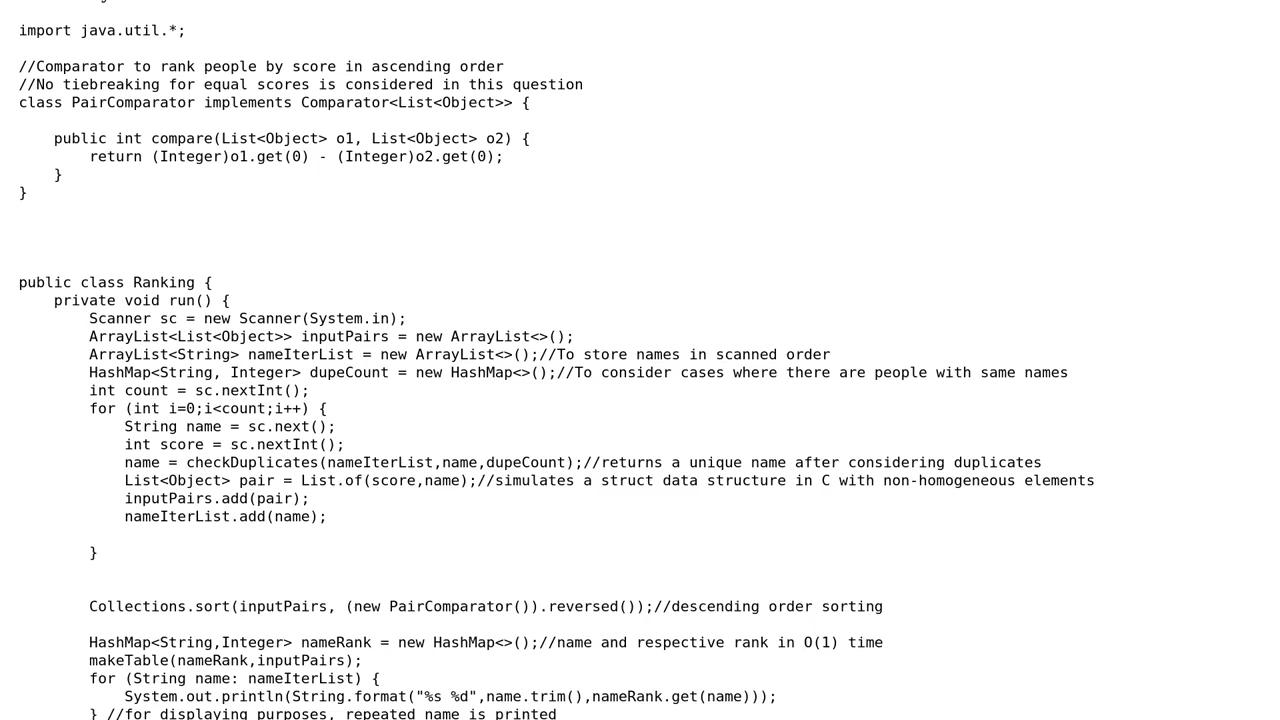 import java.util.*;
//Comparator to rank people by score in ascending order
//No tiebreaking for equal scores is considered in this question
class PairComparator implements Comparator<List<Object>> {
    public int compare(List<Object> o1, List<Object> o2) {
        return (Integer)o1.get(0) - (Integer)o2.get(0);
    }
}
public class Ranking {
    private void run() {
        Scanner sc = new Scanner(System.in);
        ArrayList<List<Object>> inputPairs = new ArrayList<>();
        ArrayList<String> nameIterList = new ArrayList<>();//To store names in scanned order
        HashMap<String, Integer> dupeCount = new HashMap<>();//To consider cases where there are people with same names
        int count = sc.nextInt();
        for (int i=0;i<count;i++) {
            String name = sc.next();
            int score = sc.nextInt();
            name = checkDuplicates(nameIterList,name,dupeCount);//returns a unique name after considering duplicates
            List<Object> pair = List.of(score,name);//simulates a struct data structure in C with non-homogeneous elements
            inputPairs.add(pair);
            nameIterList.add(name);
        }
        Collections.sort(inputPairs, (new PairComparator()).reversed());//descending order sorting
        HashMap<String,Integer> nameRank = new HashMap<>();//name and respective rank in O(1) time
        makeTable(nameRank,inputPairs);
        for (String name: nameIterList) {
            System.out.println(String.format("%s %d",name.trim(),nameRank.get(name)));
        } //for displaying purposes, repeated name is printed